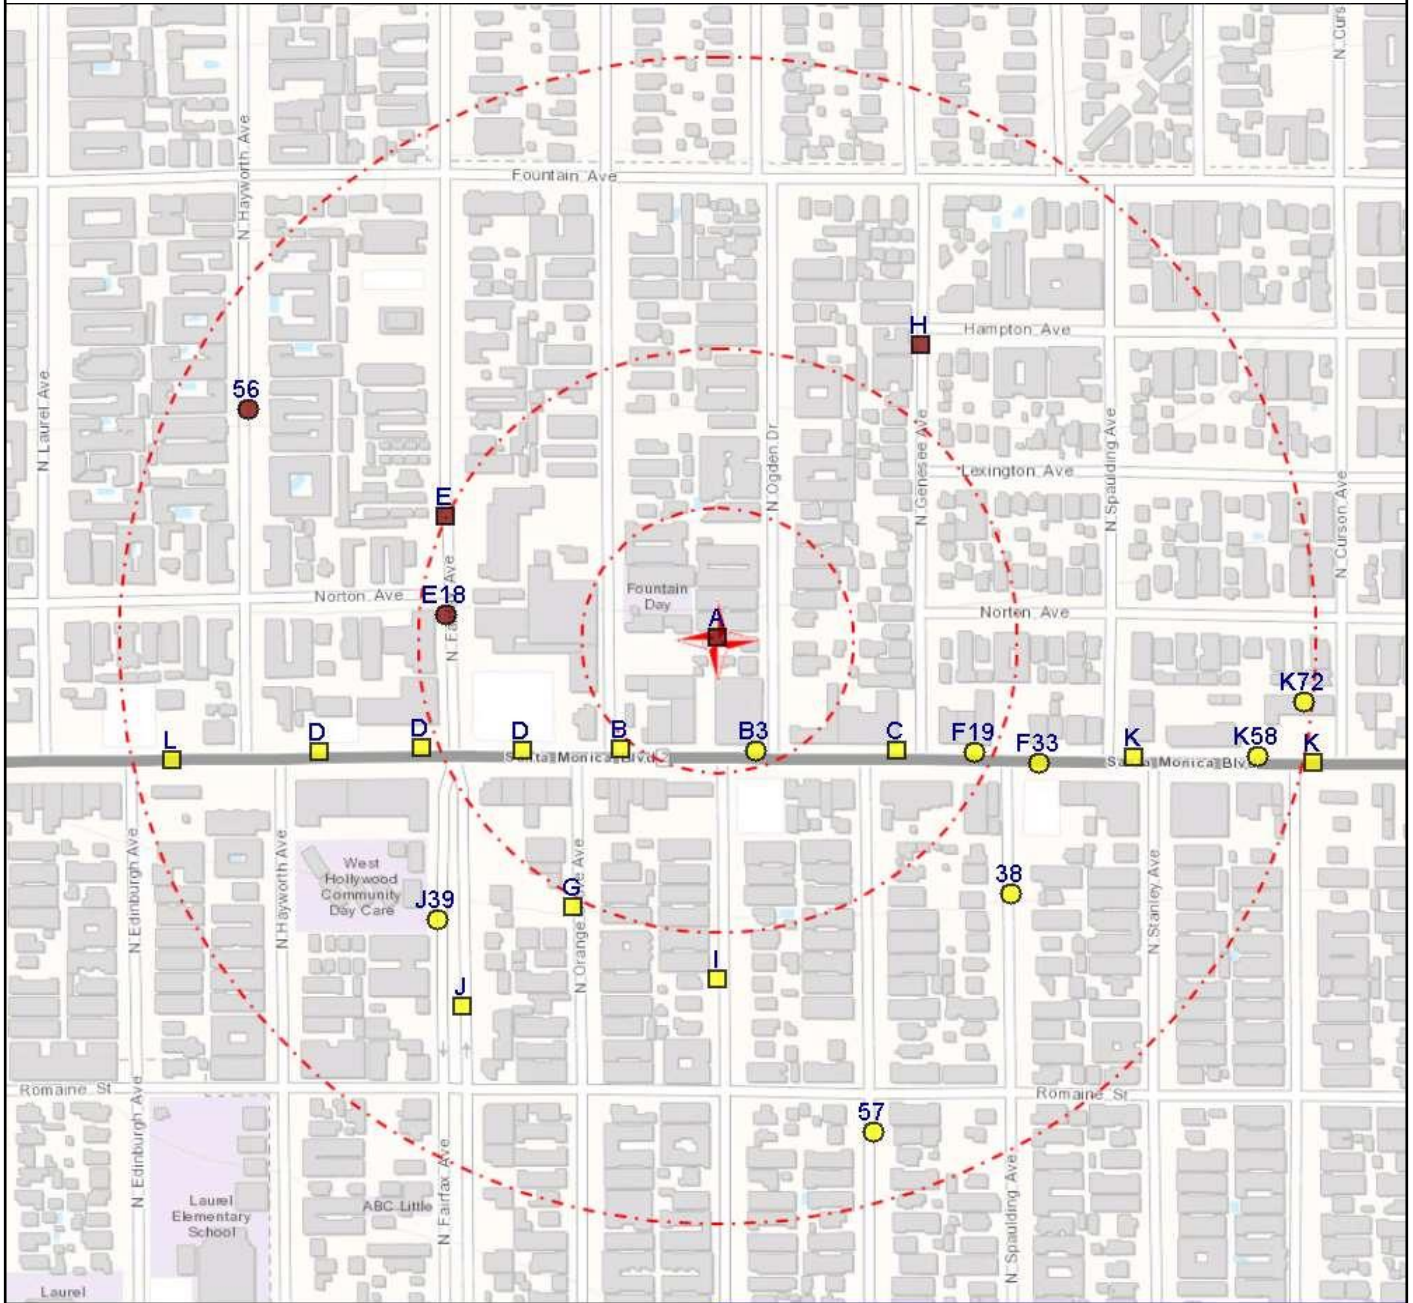 N. Curs
N. Hayworth Ave
Fountain Ave
H
Hampton Ave
56
N. Laurel Ave
N. Genesee Ave
N. Spaulding Ave
N. Ogden Dr
Lexington Ave
N. Curson Ave
E
Fountain
Day
Norton Ave
E18
A
Norton Ave
K72
L
D
D
D
B
B3
C
F19
F33
K
K58
K
Santa Monica Blvd
2
N. Edinburgh Ave
N. Hayworth Ave
West
Hollywood
Community
Day Care
J39
G
38
N. Stanley Ave
I
J
Romaine St
Romaine St
57
N. Edinburgh Ave
N. Fairfax Ave
N. Spaulding Ave
ABC Little
Laurel
Elementary
School
Laurel